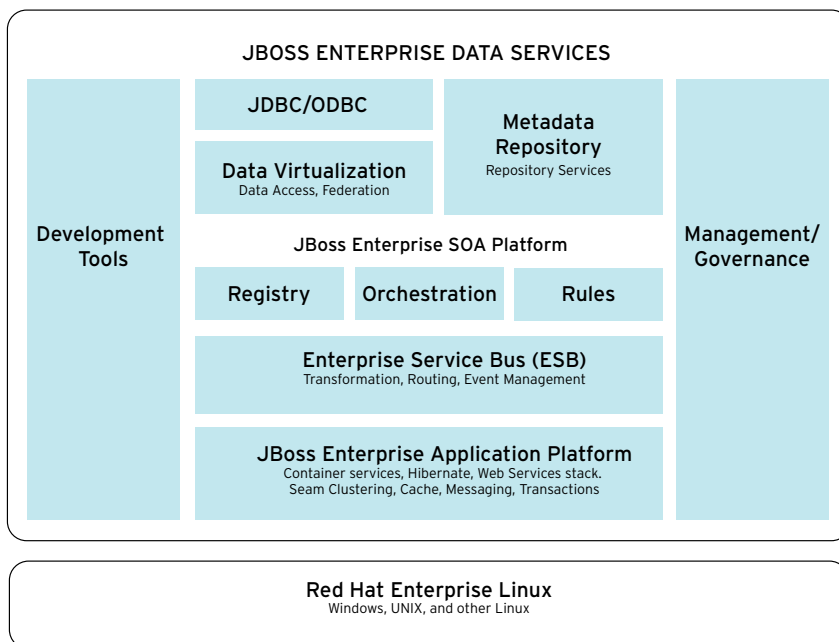 JBOSS ENTERPRISE DATA SERVICES
Development
Tools
JDBC/ODBC
Data Virtualization
Data Access, Federation
Metadata
Repository
Repository Services
Management/
Governance
JBoss Enterprise SOA Platform
Registry
Orchestration
Rules
Enterprise Service Bus (ESB)
Transformation, Routing, Event Management
JBoss Enterprise Application Platform
Container services, Hibernate, Web Services stack.
Seam Clustering, Cache, Messaging, Transactions
Red Hat Enterprise Linux
Windows, UNIX, and other Linux